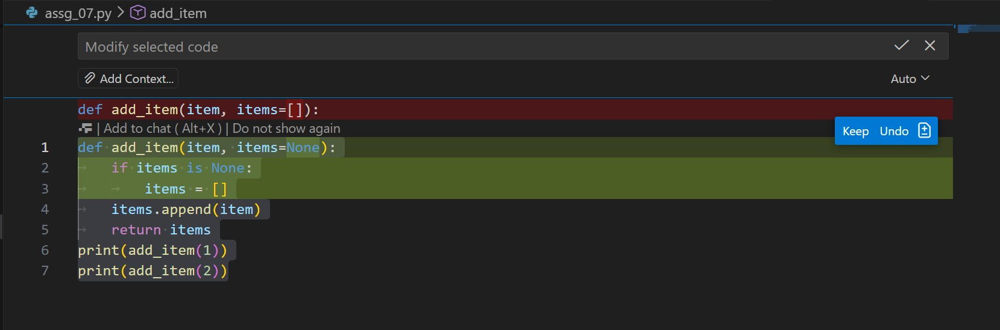 assg_07.py > add_item
Modify selected code
Add Context... Auto
def add_item(item, items=[]):
| Add to chat ( Alt+X ) | Do not show again
Keep Undo
1 def add_item(item, items=None):
2 if items is None:
3 items = []
4 items.append(item)
5 return items
6 print(add_item(1))
7 print(add_item(2))